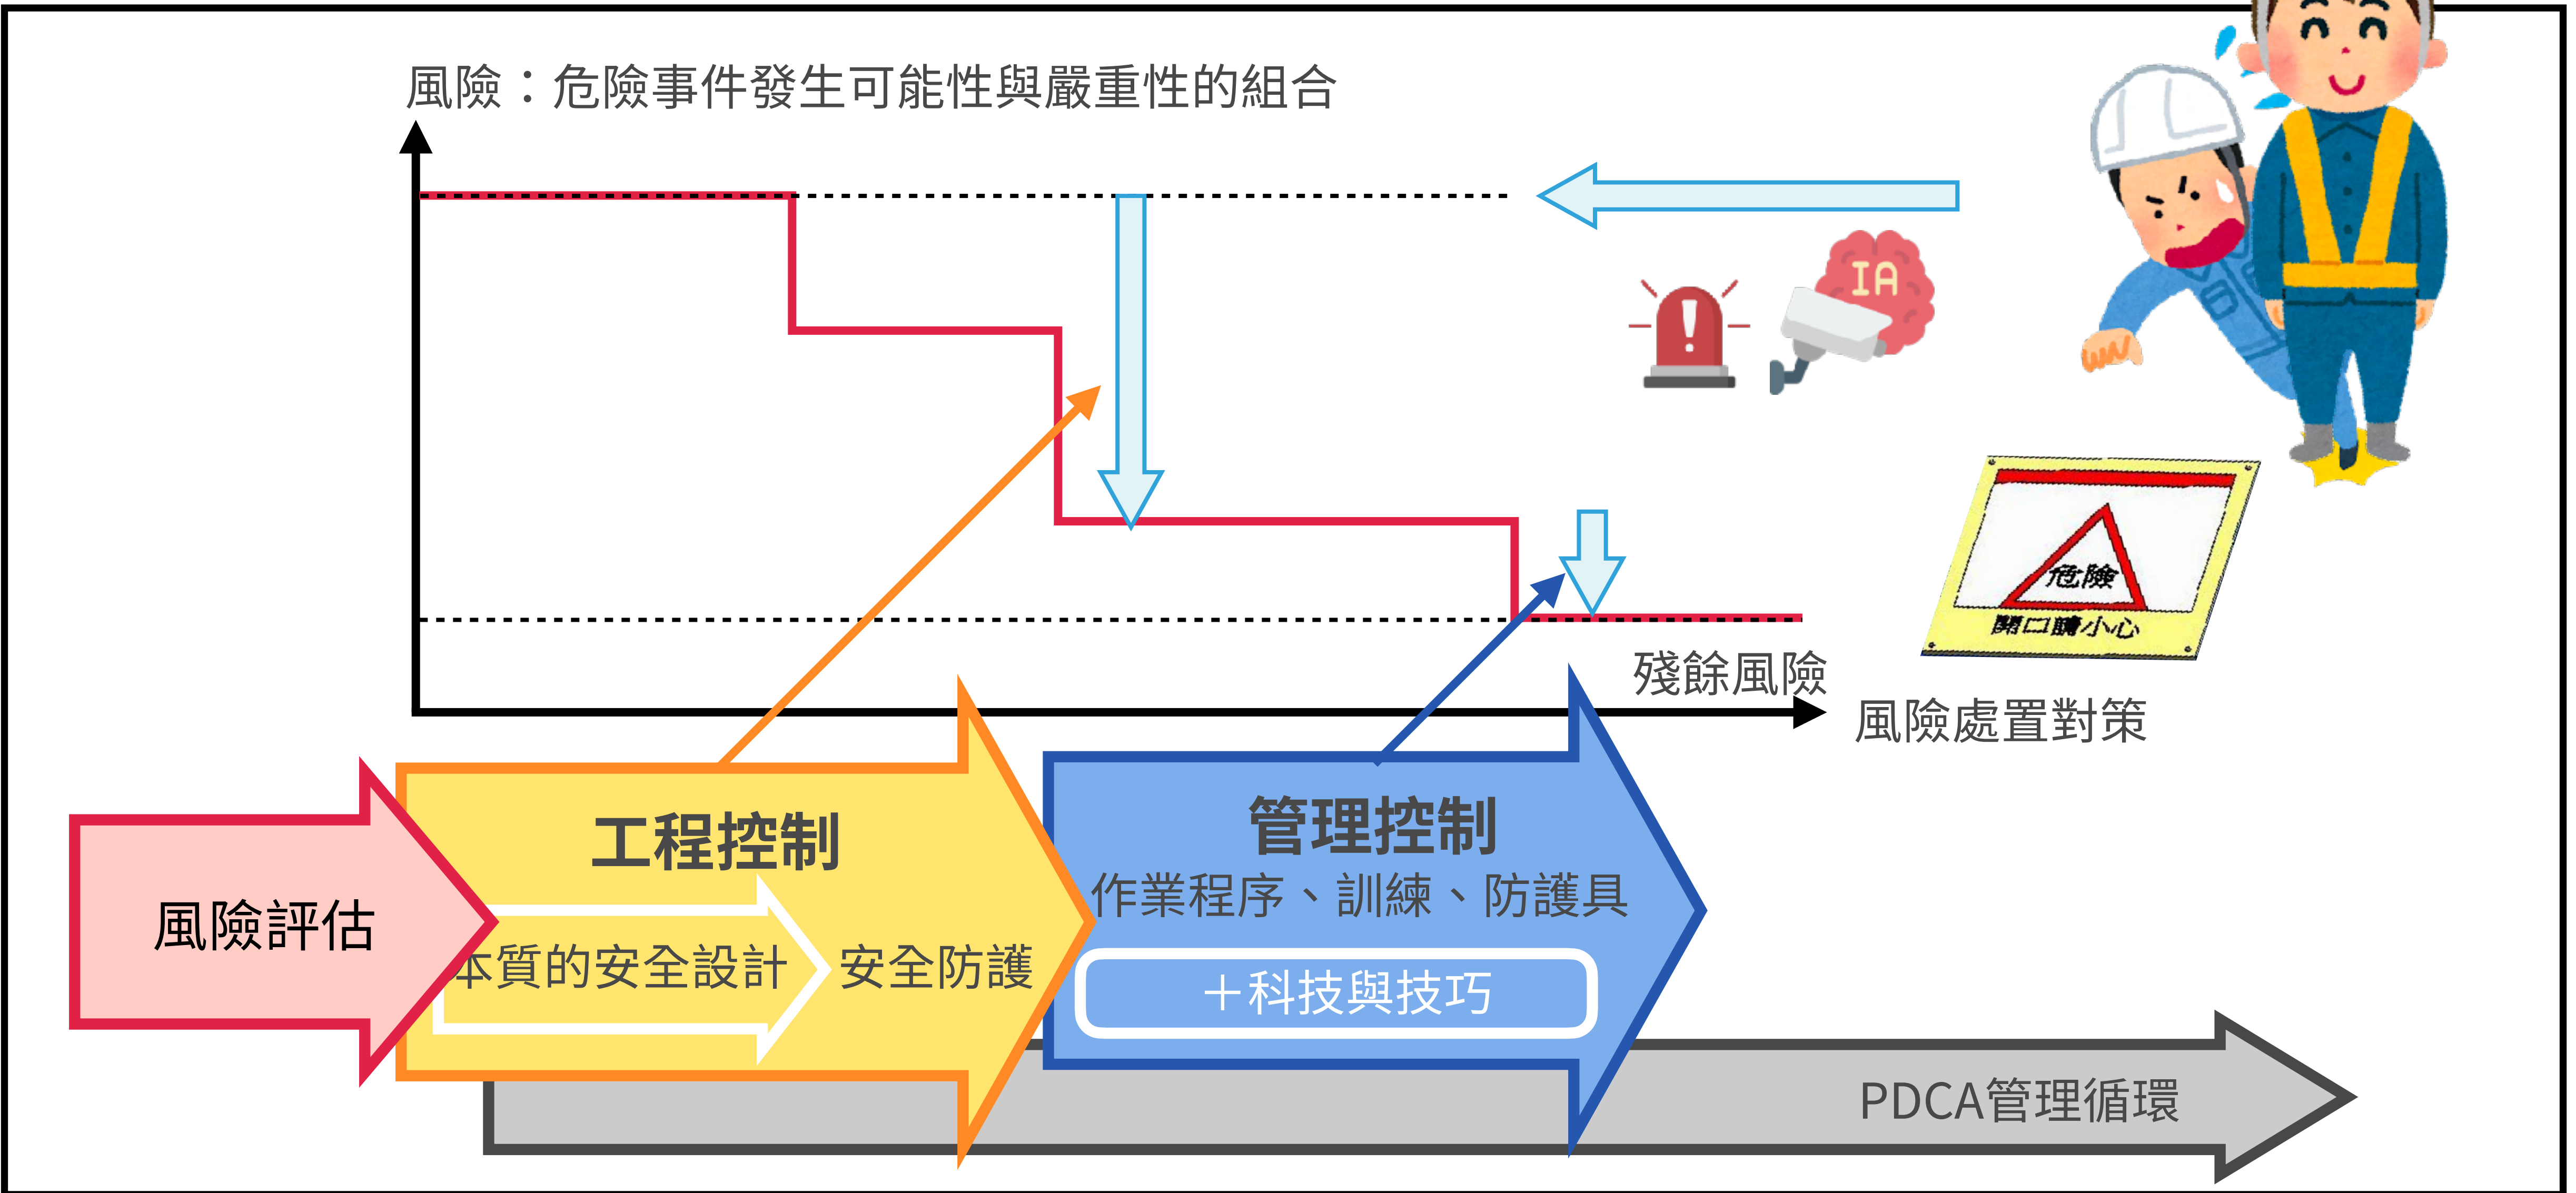 風險：危險事件發生可能性與嚴重性的組合
IA
危險
開口請小心
殘餘風險
風險處置對策
工程控制
管理控制
作業程序、訓練、防護具
風險評估
本質的安全設計
安全防護
＋科技與技巧
PDCA管理循環